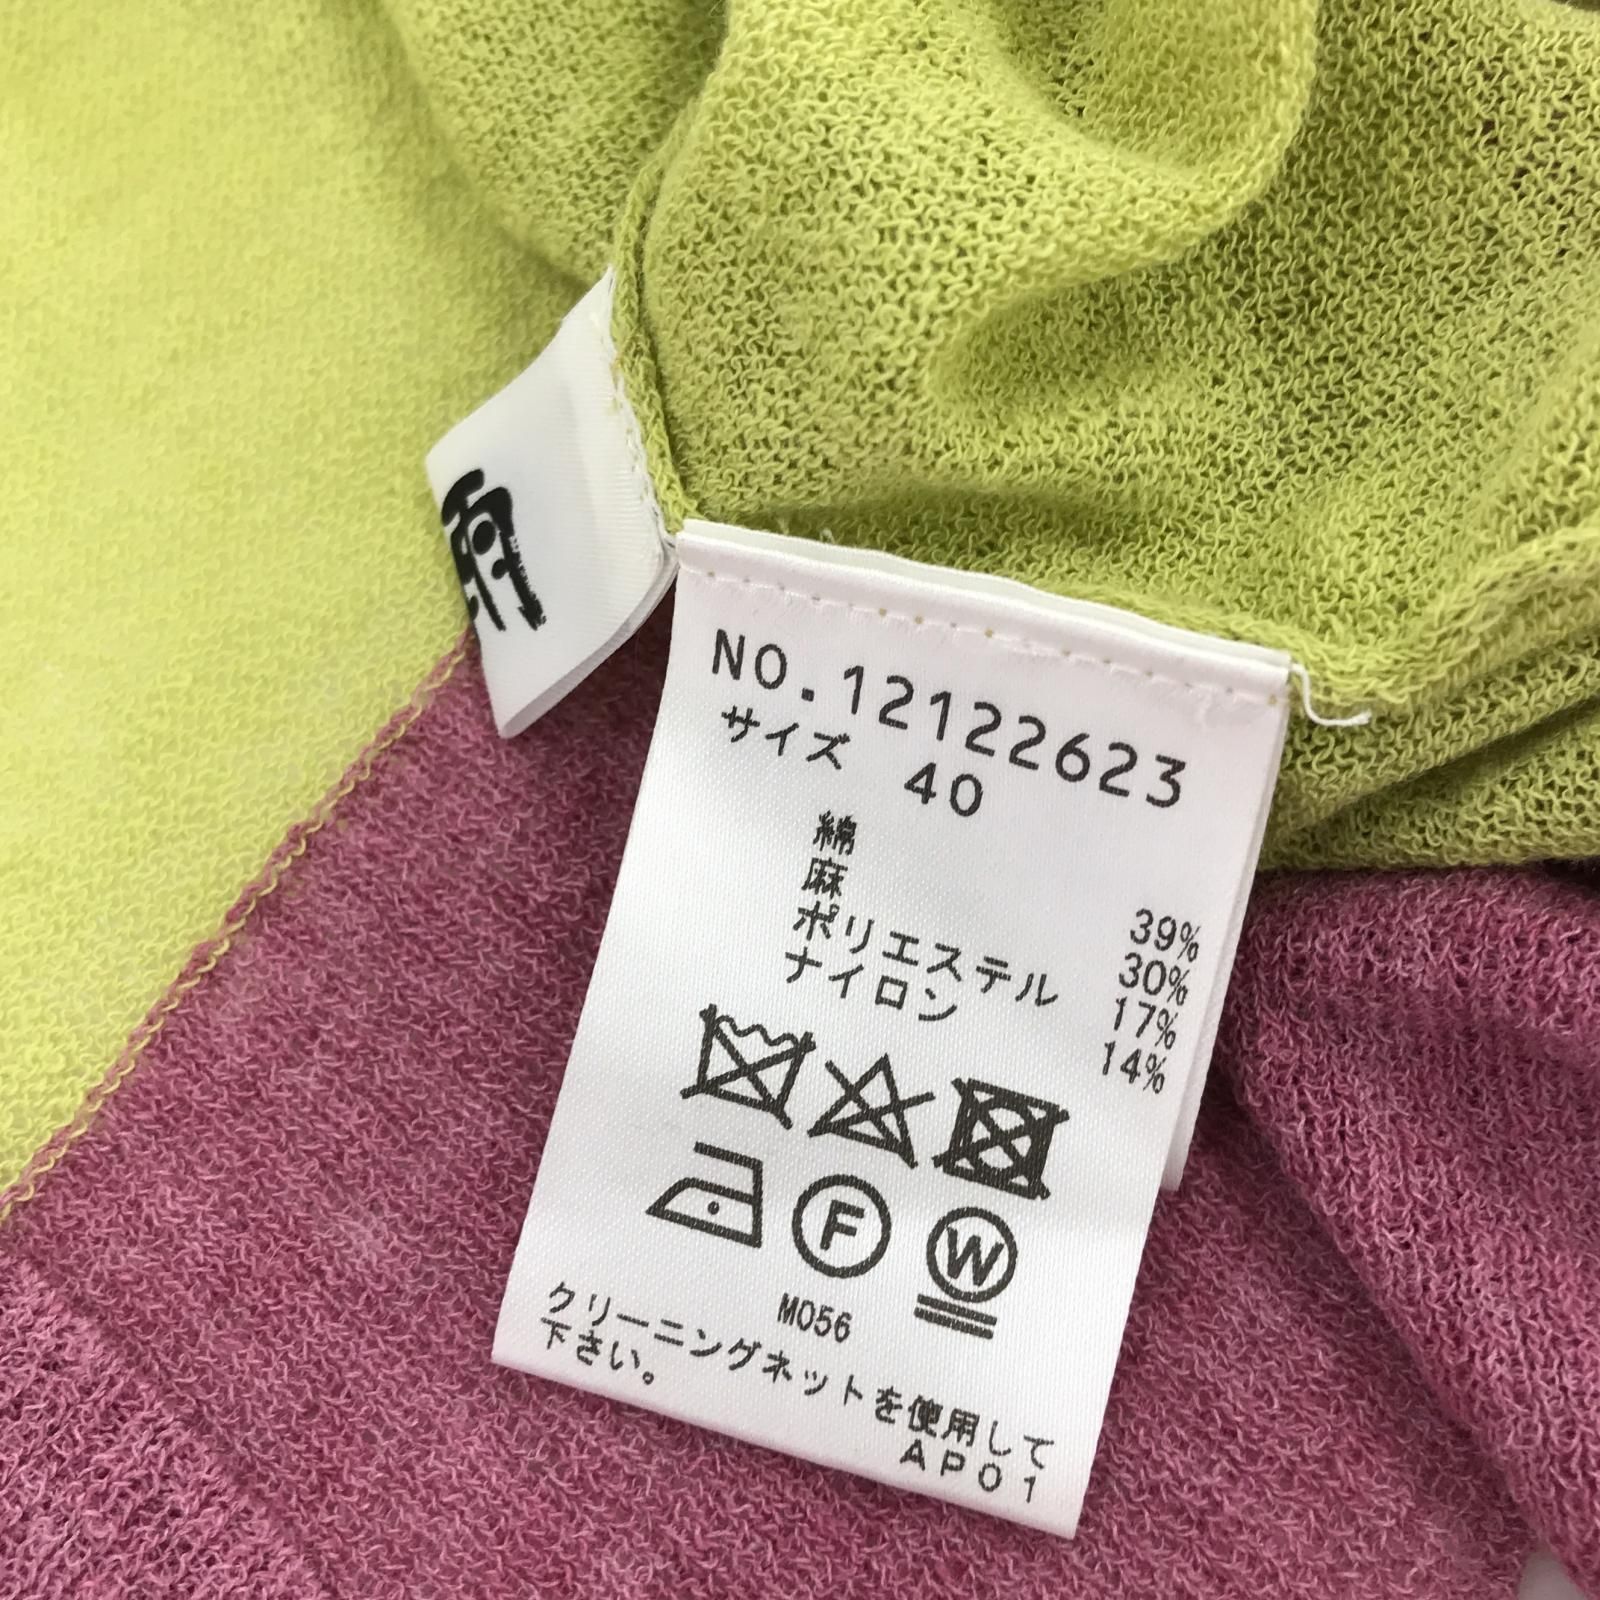 NO.12122623
サイズ 40
綿 39%
麻 30%
ポリエステル 17%
ナイロン 14%
F W
M056
クリーニングネットを使用して
下さい。
AP01